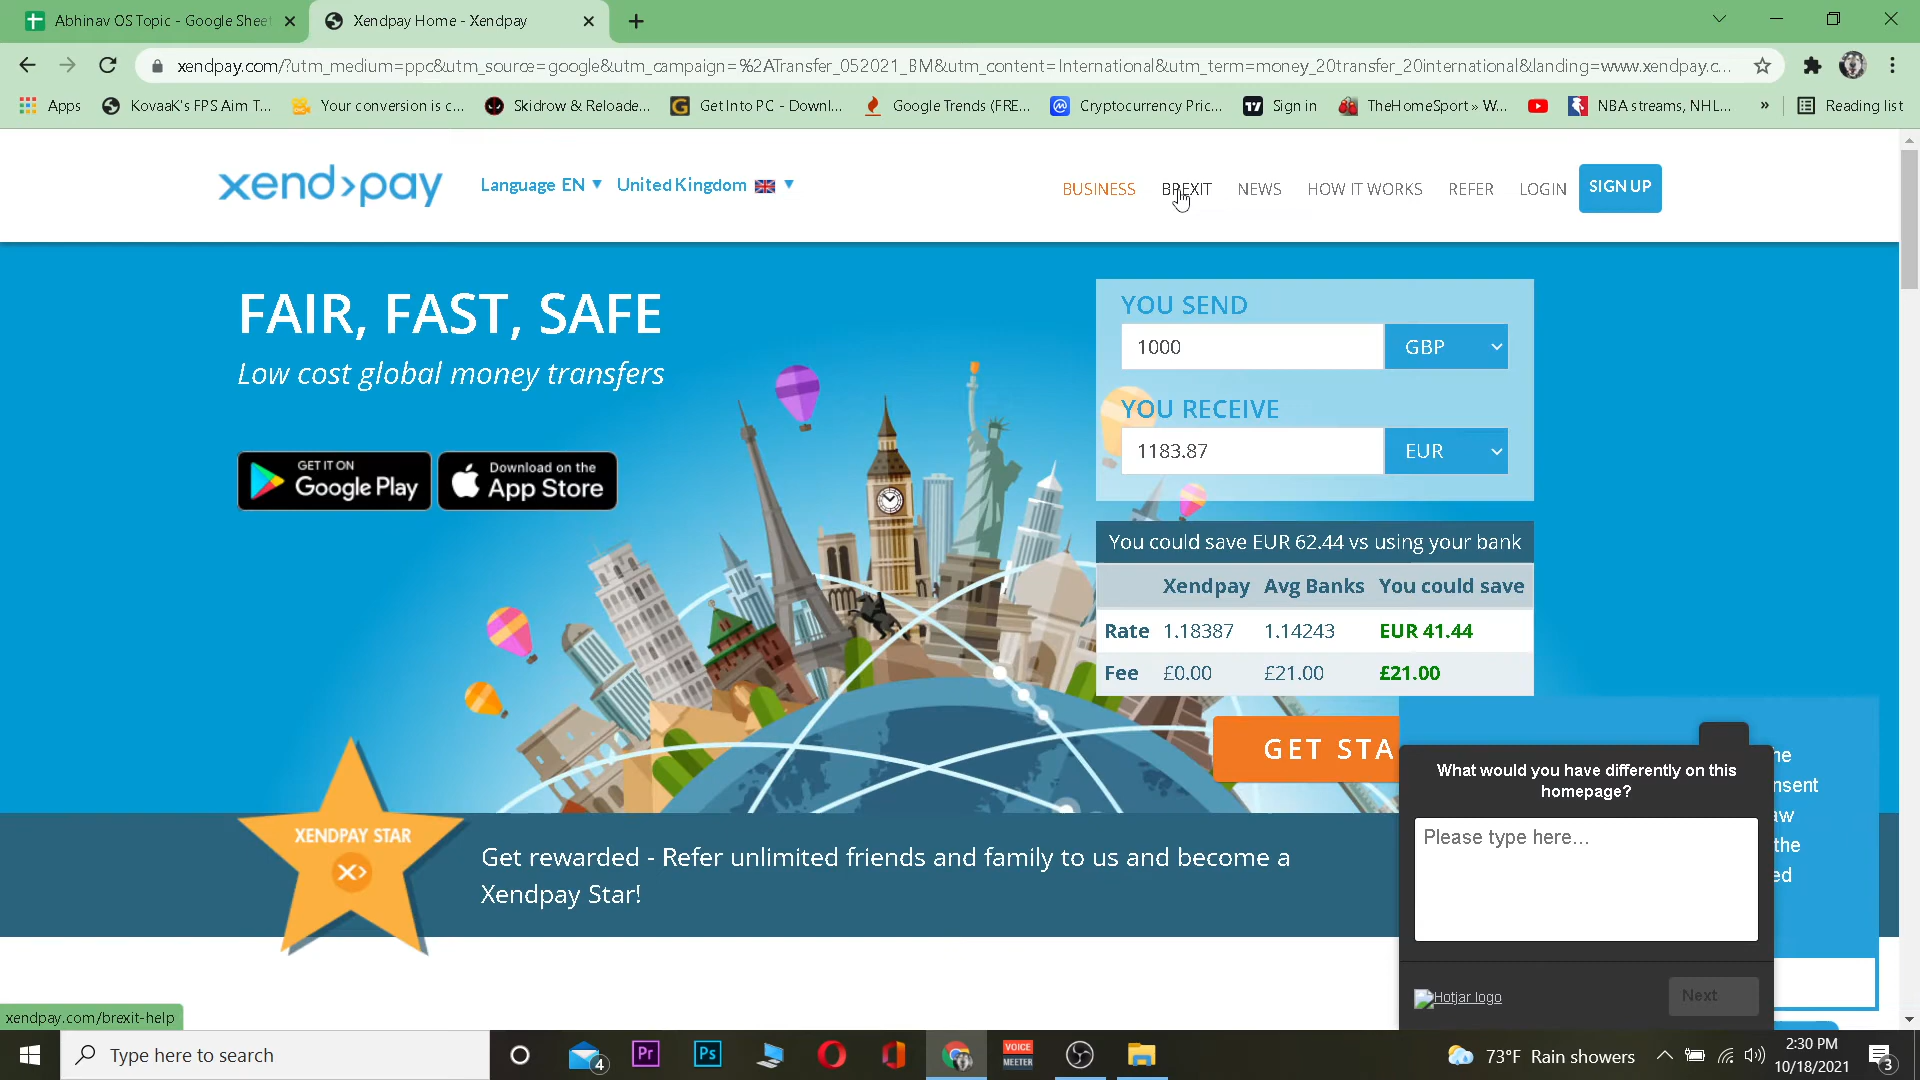 Abhinav OS Topic - Google Sheet
Xendpay Home - Xendpay
xendpay.com/?utm_medium=ppc&utm_source=google&utm_campaign=%2ATransfer_052021_BM&utm_content=International&utm_term=money_20transfer_20international&landing=www.xendpay.c...
Apps
KovaaK's FPS Aim T...
Your conversion is c...
Skidrow & Reloade...
Get Into PC - Downl...
Google Trends (FRE...
Cryptocurrency Pric...
Sign in
TheHomeSport » W...
NBA streams, NHL...
»
Reading list
xend>pay
Language EN
United Kingdom
BUSINESS
BREXIT
NEWS
HOW IT WORKS
REFER
LOGIN
SIGN UP
FAIR, FAST, SAFE
Low cost global money transfers
GET IT ON
Google Play
Download on the
App Store
YOU SEND
1000
GBP
YOU RECEIVE
1183.87
EUR
You could save EUR 62.44 vs using your bank
Xendpay Avg Banks You could save
Rate 1.18387 1.14243 EUR 41.44
Fee £0.00 £21.00 £21.00
GET STA
XENDPAY STAR
X>
Get rewarded - Refer unlimited friends and family to us and become a
Xendpay Star!
What would you have differently on this
homepage?
Please type here...
Hotjar logo
Next
nsent
the
xendpay.com/brexit-help
Type here to search
4
Pr
Ps
VOICE
MEETER
73°F Rain showers
2:30 PM
10/18/2021
3